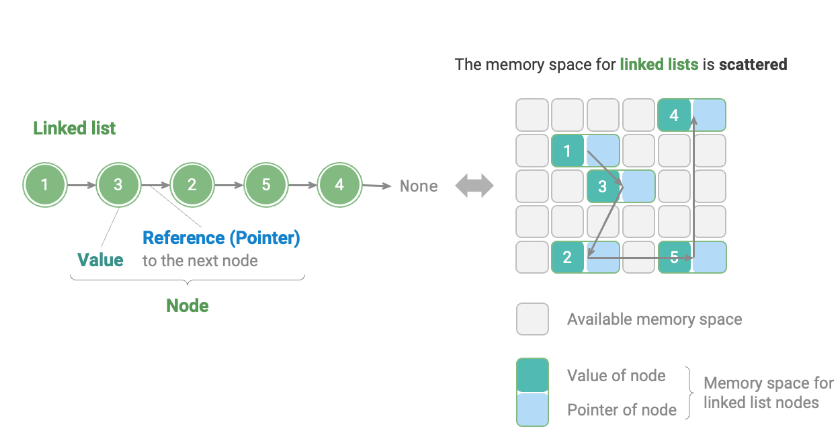 The memory space for linked lists is scattered
Linked list
1 3 2 5 4 None
Value
Reference (Pointer)
to the next node
Node
4
1
3
2 5
Available memory space
Value of node
Pointer of node
Memory space for
linked list nodes